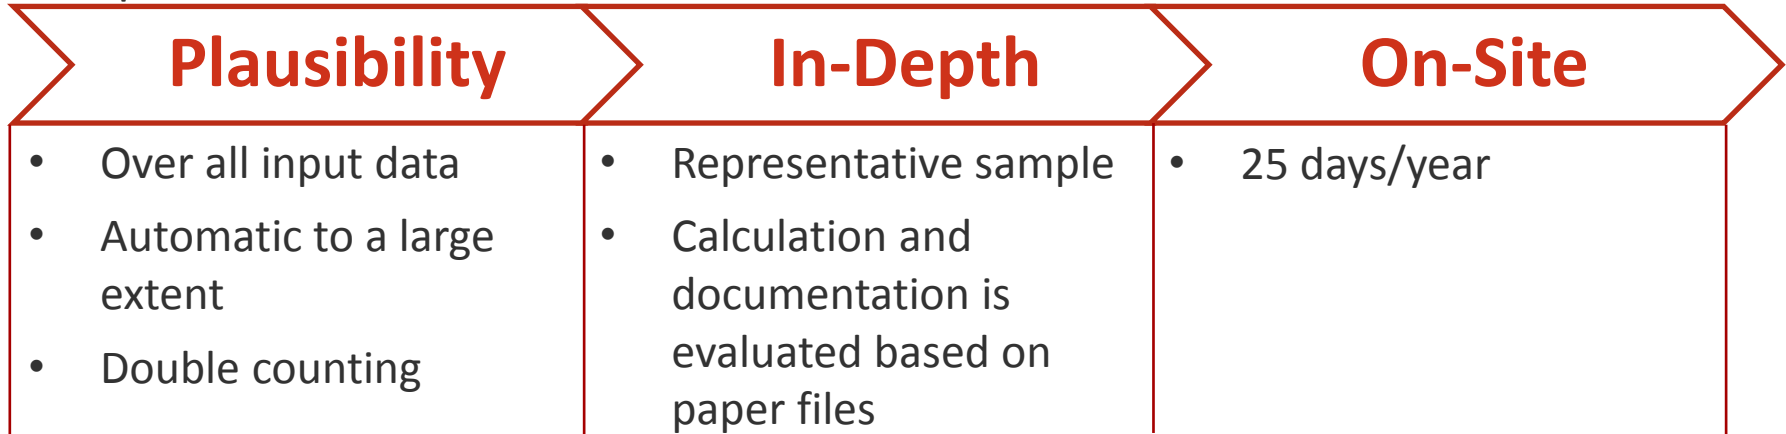 Plausibility
In-Depth
On-Site
• Over all input data
• Automatic to a large
extent
• Double counting
• Representative sample
• Calculation and
documentation is
evaluated based on
paper files
• 25 days/year